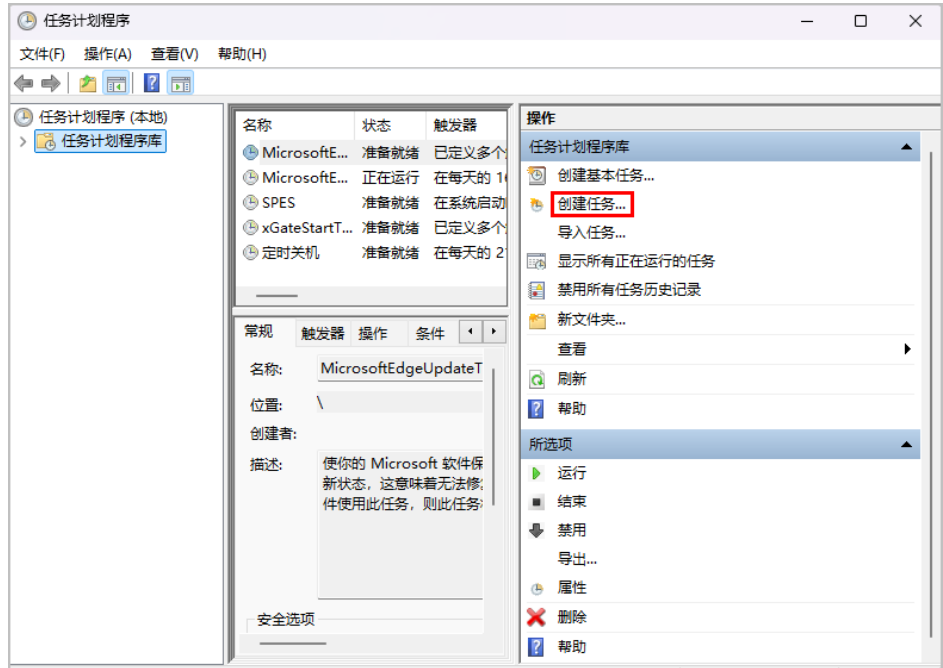 任务计划程序
文件(F) 操作(A) 查看(V) 帮助(H)
任务计划程序 (本地)
任务计划程序库
名称 状态 触发器
MicrosoftE... 准备就绪 已定义多个
MicrosoftE... 正在运行 在每天的 16
SPES 准备就绪 在系统启动
xGateStartT... 准备就绪 已定义多个
定时关机 准备就绪 在每天的 2
常规 触发器 操作 条件
名称: MicrosoftEdgeUpdateT
位置: \
创建者:
描述: 使你的 Microsoft 软件保
新状态，这意味着无法修
件使用此任务，则此任务
安全选项
操作
任务计划程序库
创建基本任务...
创建任务...
导入任务...
显示所有正在运行的任务
禁用所有任务历史记录
新文件夹...
查看
刷新
帮助
所选项
运行
结束
禁用
导出...
属性
删除
帮助